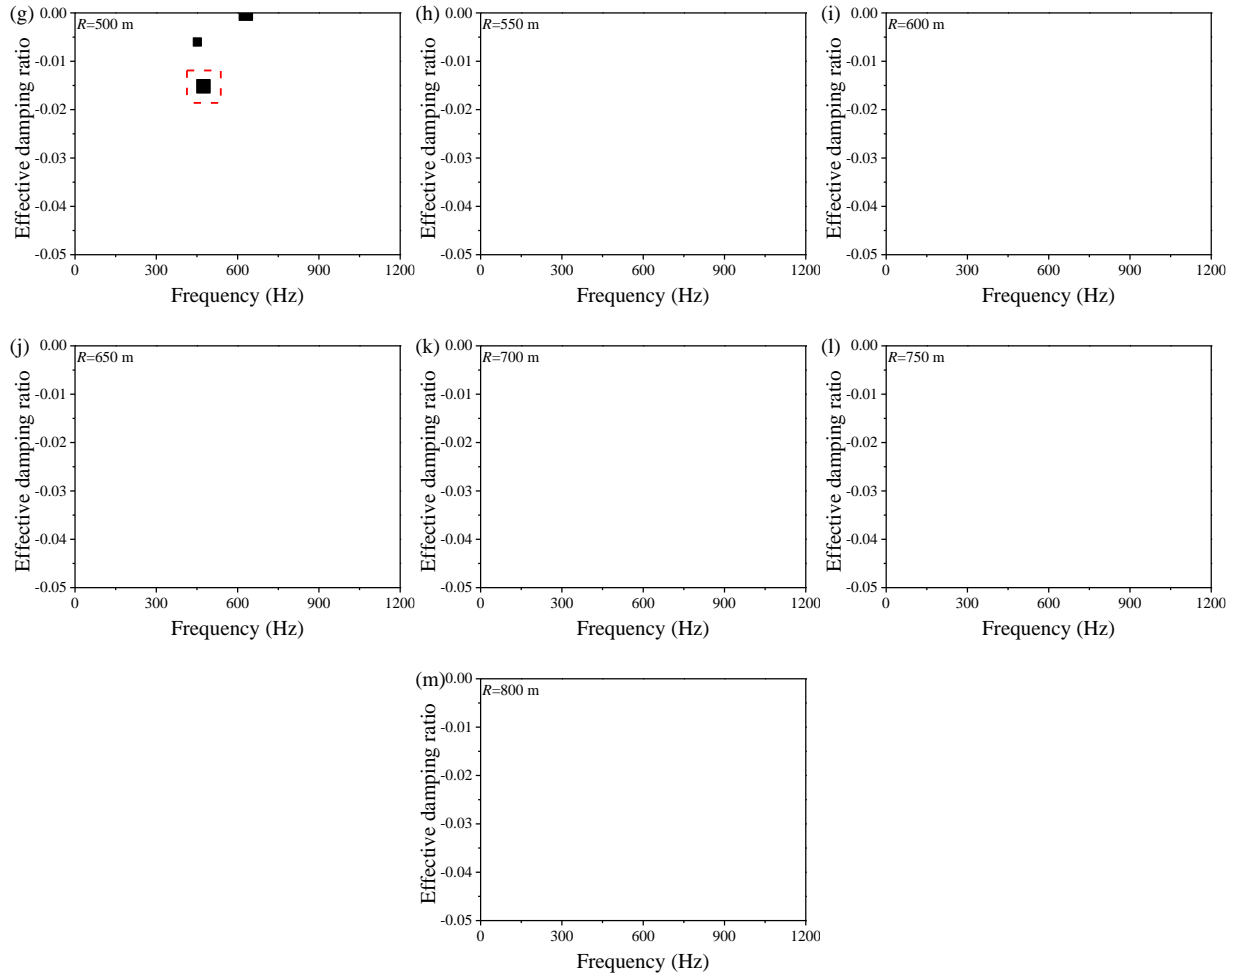 (g)
R=500 m
0.00
-0.01
-0.02
-0.03
-0.04
-0.05
Effective damping ratio
0 300 600 900 1200
Frequency (Hz)
(h)
R=550 m
0.00
-0.01
-0.02
-0.03
-0.04
-0.05
Effective damping ratio
0 300 600 900 1200
Frequency (Hz)
(i)
R=600 m
0.00
-0.01
-0.02
-0.03
-0.04
-0.05
Effective damping ratio
0 300 600 900 1200
Frequency (Hz)
(j)
R=650 m
0.00
-0.01
-0.02
-0.03
-0.04
-0.05
Effective damping ratio
0 300 600 900 1200
Frequency (Hz)
(k)
R=700 m
0.00
-0.01
-0.02
-0.03
-0.04
-0.05
Effective damping ratio
0 300 600 900 1200
Frequency (Hz)
(l)
R=750 m
0.00
-0.01
-0.02
-0.03
-0.04
-0.05
Effective damping ratio
0 300 600 900 1200
Frequency (Hz)
(m)
R=800 m
0.00
-0.01
-0.02
-0.03
-0.04
-0.05
Effective damping ratio
0 300 600 900 1200
Frequency (Hz)